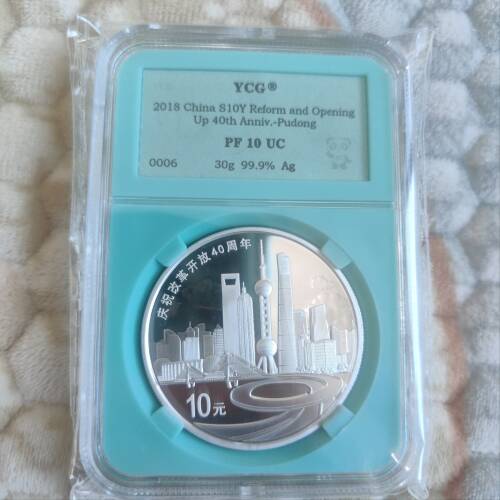 YCG®
2018 China S10Y Reform and Opening
Up 40th Anniv.-Pudong
PF 10 UC
0006 30g 99.9% Ag
庆祝改革开放40周年
10元